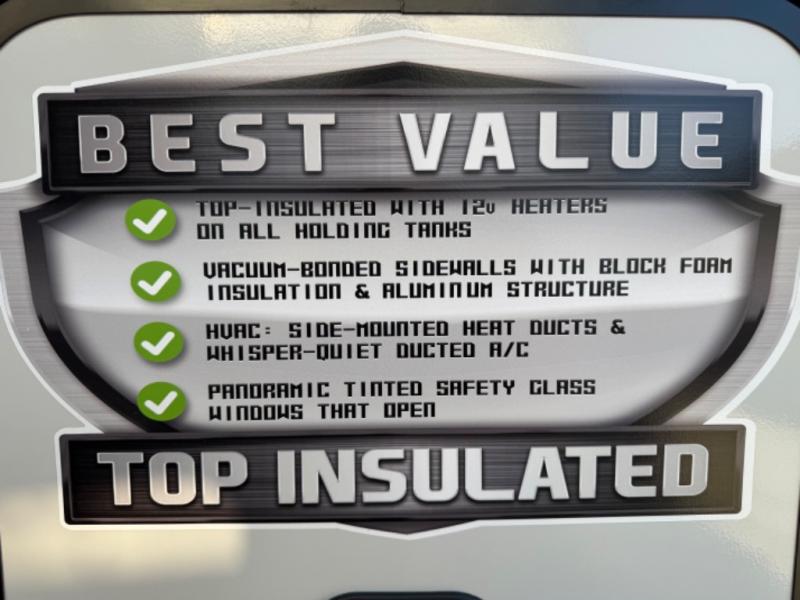 BEST VALUE
TOP-INSULATED WITH 12v HEATERS
ON ALL HOLDING TANKS
VACUUM-BONDED SIDEWALLS WITH BLOCK FOAM
INSULATION & ALUMINUM STRUCTURE
HVAC: SIDE-MOUNTED HEAT DUCTS &
WHISPER-QUIET DUCTED A/C
PANORAMIC TINTED SAFETY GLASS
WINDOWS THAT OPEN
TOP INSULATED